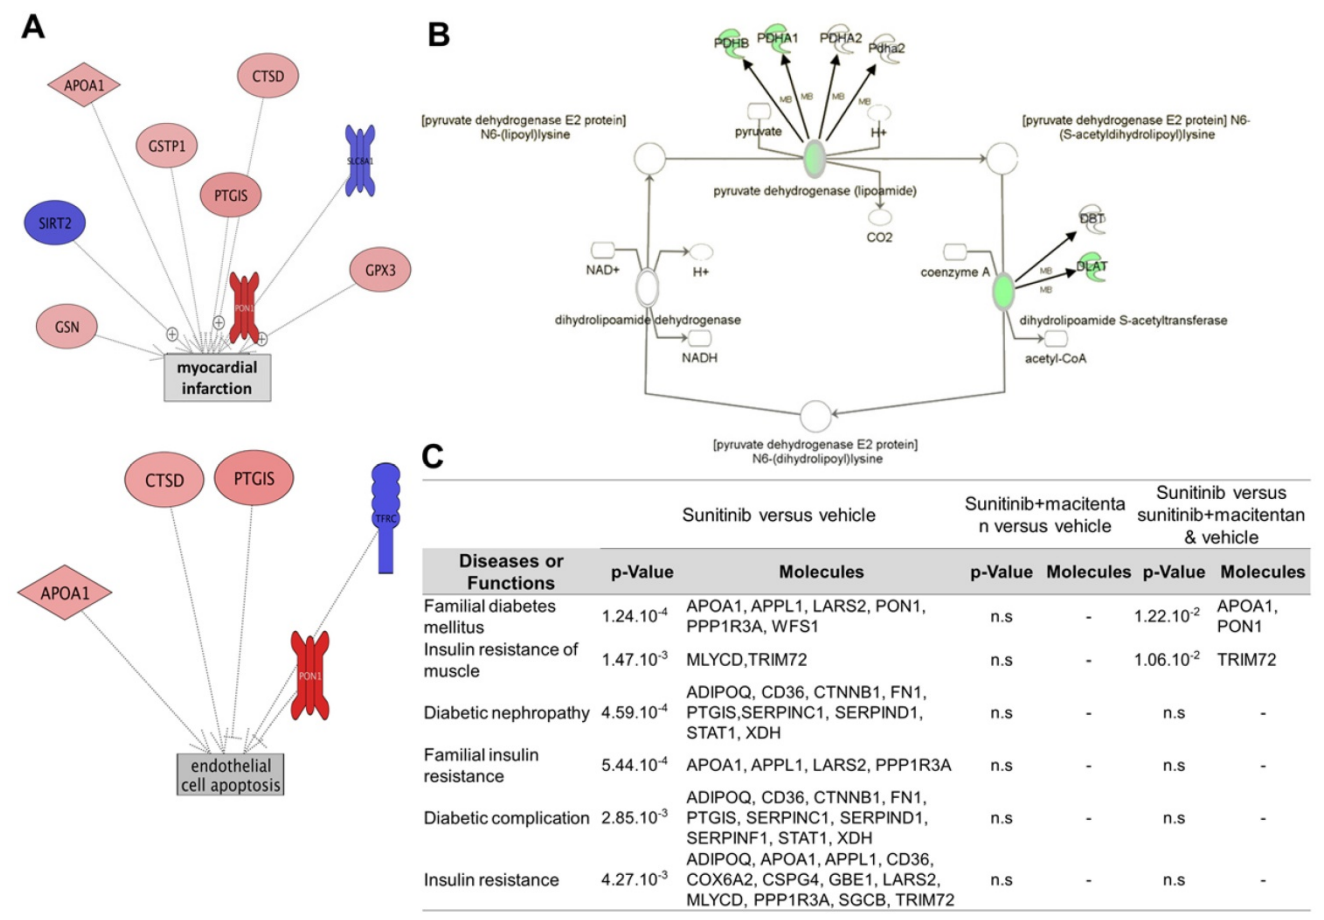 A
APOA1
CTSD
GSTP1
SLC8A1
PTGIS
SIRT2
GPX3
PON1
GSN
myocardial
infarction
CTSD
PTGIS
TFRC
APOA1
PON1
endothelial
cell apoptosis
B
PDHB
PDHA1
PDHA2
Pdha2
MB
MB
MB
MB
[pyruvate dehydrogenase E2 protein]
N6-(lipoyl)lysine
pyruvate
H+
[pyruvate dehydrogenase E2 protein] N6-
(S-acetyldihydrolipoyl)lysine
pyruvate dehydrogenase (lipoamide)
CO2
DBT
NAD+
H+
coenzyme A
MB
DLAT
MB
dihydrolipoamide dehydrogenase
dihydrolipoamide S-acetyltransferase
NADH
acetyl-CoA
[pyruvate dehydrogenase E2 protein]
N6-(dihydrolipoyl)lysine
C
Sunitinib versus vehicle
Sunitinib+macitenta
n versus vehicle
Sunitinib versus
sunitinib+macitentan
& vehicle
Diseases or
Functions
p-Value Molecules p-Value Molecules p-Value Molecules
Familial diabetes
mellitus
1.24.10-4
APOA1, APPL1, LARS2, PON1,
PPP1R3A, WFS1
n.s - 1.22.10-2
APOA1,
PON1
Insulin resistance of
muscle
1.47.10-3 MLYCD,TRIM72 n.s - 1.06.10-2 TRIM72
Diabetic nephropathy 4.59.10-4
ADIPOQ, CD36, CTNNB1, FN1,
PTGIS,SERPINC1, SERPIND1,
STAT1, XDH
n.s - n.s -
Familial insulin
resistance
5.44.10-4 APOA1, APPL1, LARS2, PPP1R3A n.s - n.s -
Diabetic complication 2.85.10-3
ADIPOQ, CD36, CTNNB1, FN1,
PTGIS, SERPINC1, SERPIND1,
SERPINF1, STAT1, XDH
n.s - n.s -
Insulin resistance 4.27.10-3
ADIPOQ, APOA1, APPL1, CD36,
COX6A2, CSPG4, GBE1, LARS2,
MLYCD, PPP1R3A, SGCB, TRIM72
n.s - n.s -